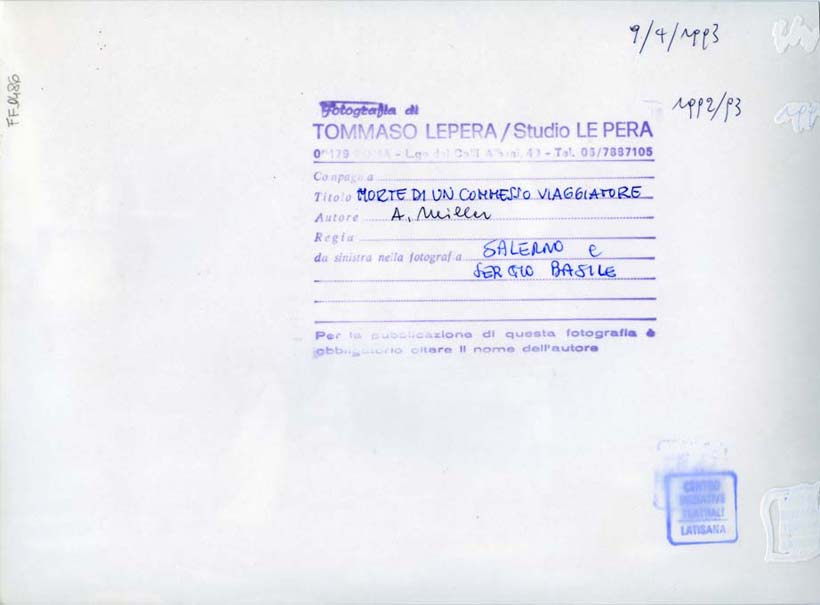 9/4/1993
1992/93
FF0486
Fotografia di
TOMMASO LEPERA/Studio LE PERA
- Tel. 06/7887105
Compagnia
Titolo MORTE DI UN COMMESSO VIAGGIATORE
Autore A. Miller
Regia
da sinistra nella fotografia SALERNO e
SERGIO BASILE
Per la pubblicazione di questa fotografia è
obbligatorio citare il nome dell'autore
CENTRO
INIZIATIVE
TEATRALI
LATISANA